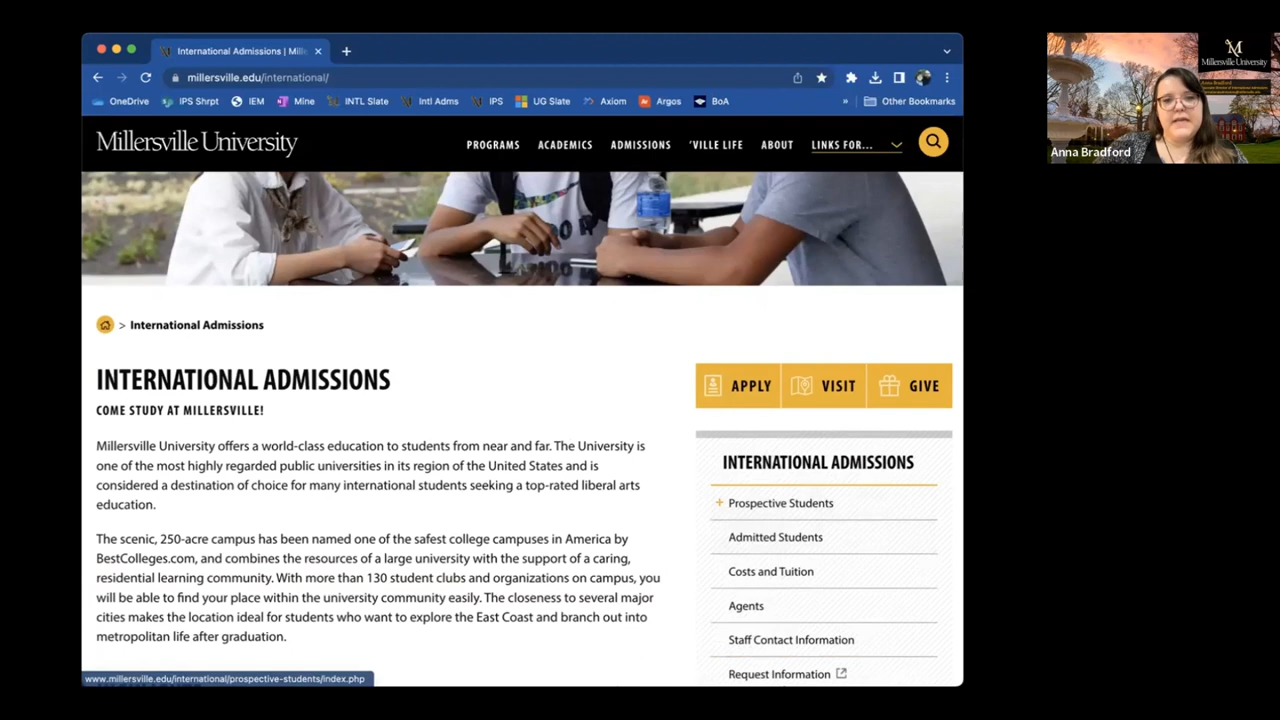 International Admissions | Mill
millersville.edu/international/
OneDrive
IPS Shrpt
IEM
Mine
INTL Slate
Intl Adms
IPS
UG Slate
Axiom
Argos
BoA
»
Other Bookmarks
Millersville University
PROGRAMS
ACADEMICS
ADMISSIONS
'VILLE LIFE
ABOUT
LINKS FOR...
> International Admissions
INTERNATIONAL ADMISSIONS
COME STUDY AT MILLERSVILLE!
Millersville University offers a world-class education to students from near and far. The University is
one of the most highly regarded public universities in its region of the United States and is
considered a destination of choice for many international students seeking a top-rated liberal arts
education.
The scenic, 250-acre campus has been named one of the safest college campuses in America by
BestColleges.com, and combines the resources of a large university with the support of a caring,
residential learning community. With more than 130 student clubs and organizations on campus, you
will be able to find your place within the university community easily. The closeness to several major
cities makes the location ideal for students who want to explore the East Coast and branch out into
metropolitan life after graduation.
www.millersville.edu/international/prospective-students/index.php
APPLY
VISIT
GIVE
INTERNATIONAL ADMISSIONS
+ Prospective Students
Admitted Students
Costs and Tuition
Agents
Staff Contact Information
Request Information
M
Millersville University
Anna Bradford